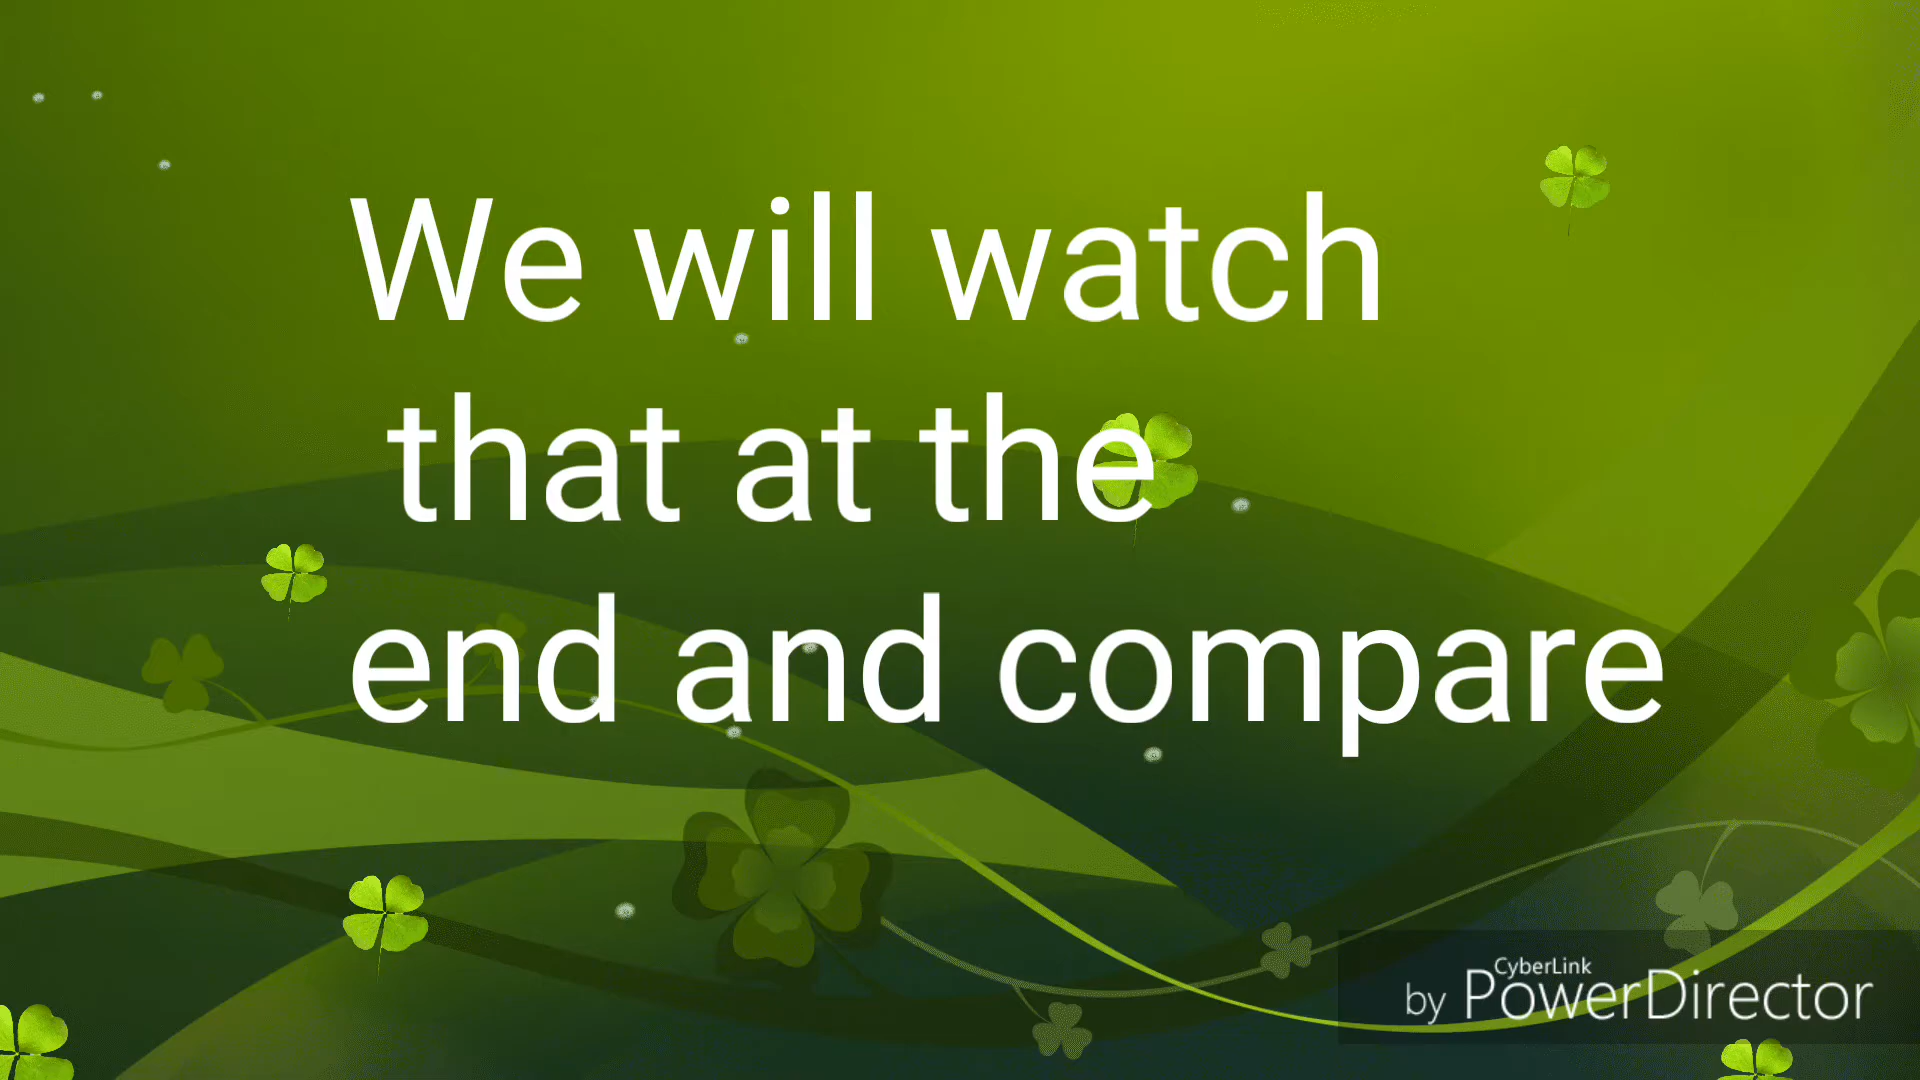 We will watch
that at the
end and compare
by CyberLink PowerDirector